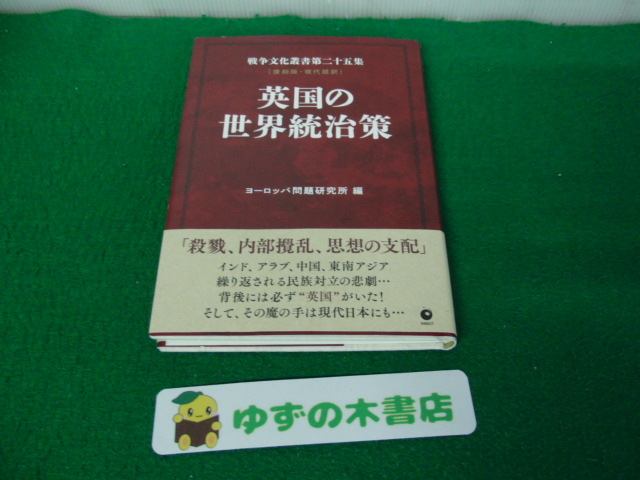 戦争文化叢書第二十五集
［復刻版・現代語訳］
英国の
世界統治策
ヨーロッパ問題研究所 編
「殺戮、内部攪乱、思想の支配」
インド、アラブ、中国、東南アジア
繰り返される民族対立の悲劇…
背後には必ず“英国”がいた！
そして、その魔の手は現代日本にも…
ゆずの木書店